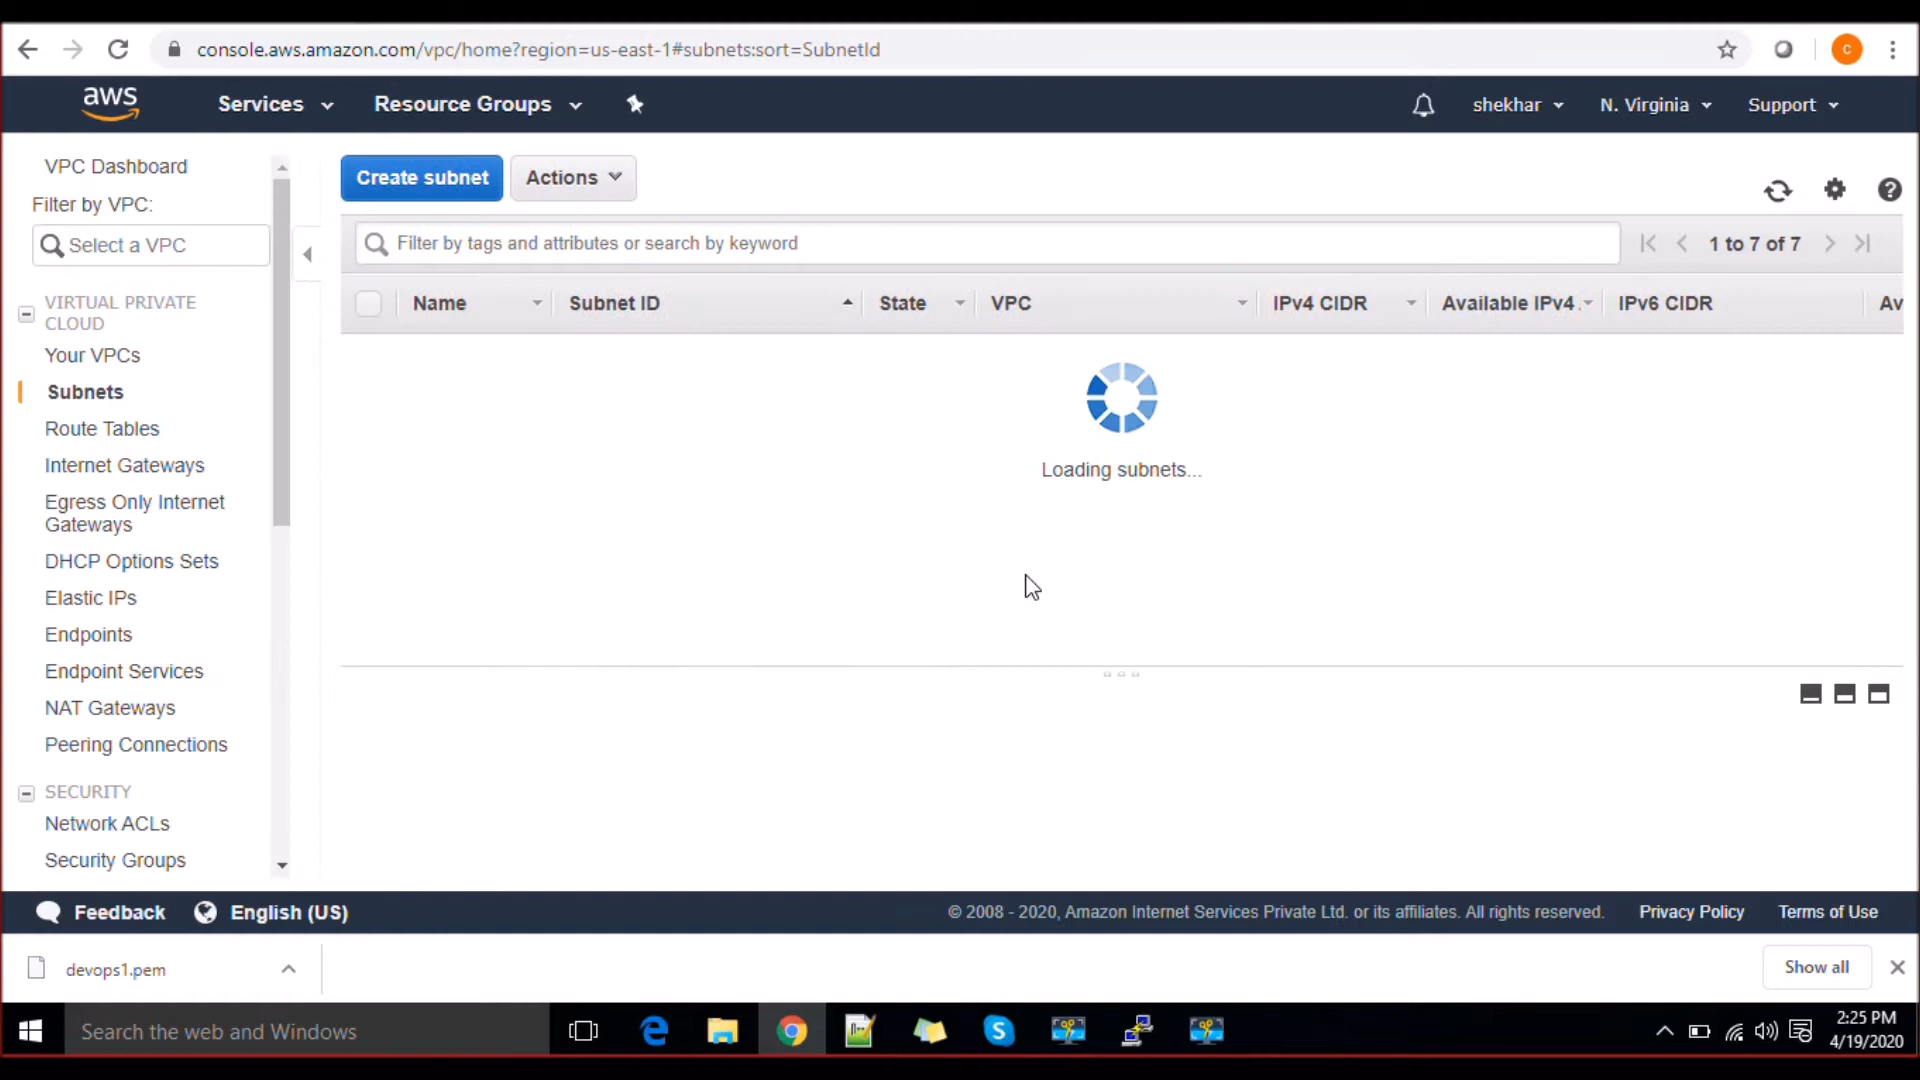 console.aws.amazon.com/vpc/home?region=us-east-1#subnets:sort=SubnetId
C
aws
Services
Resource Groups
shekhar
N. Virginia
Support
VPC Dashboard
Filter by VPC:
Select a VPC
VIRTUAL PRIVATE
CLOUD
Your VPCs
Subnets
Route Tables
Internet Gateways
Egress Only Internet
Gateways
DHCP Options Sets
Elastic IPs
Endpoints
Endpoint Services
NAT Gateways
Peering Connections
SECURITY
Network ACLs
Security Groups
Create subnet
Actions
Filter by tags and attributes or search by keyword
1 to 7 of 7
Name
Subnet ID
State
VPC
IPv4 CIDR
Available IPv4
IPv6 CIDR
Av
Loading subnets...
Feedback
English (US)
© 2008 - 2020, Amazon Internet Services Private Ltd. or its affiliates. All rights reserved.
Privacy Policy
Terms of Use
devops1.pem
Show all
Search the web and Windows
2:25 PM
4/19/2020